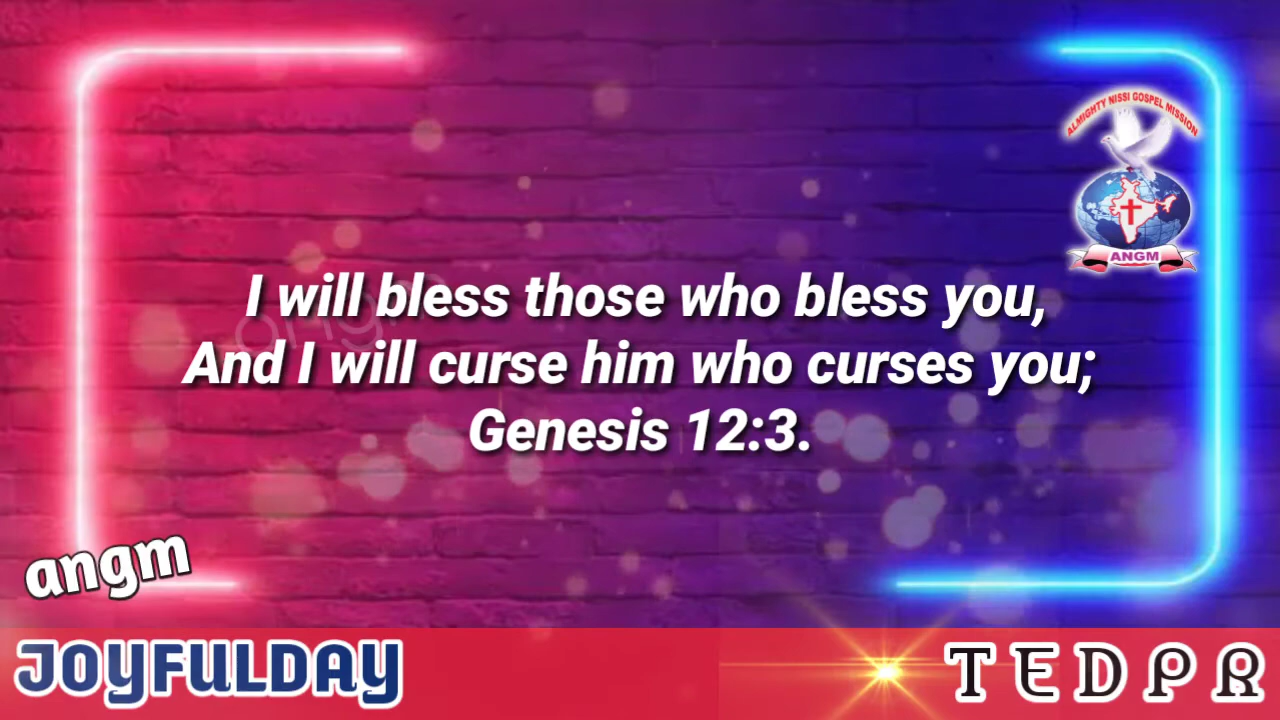 ALMIGHTY NISSI GOSPEL MISSION
ANGM
I will bless those who bless you,
And I will curse him who curses you;
Genesis 12:3.
angm
angm
JOYFULDAY
TEDPR